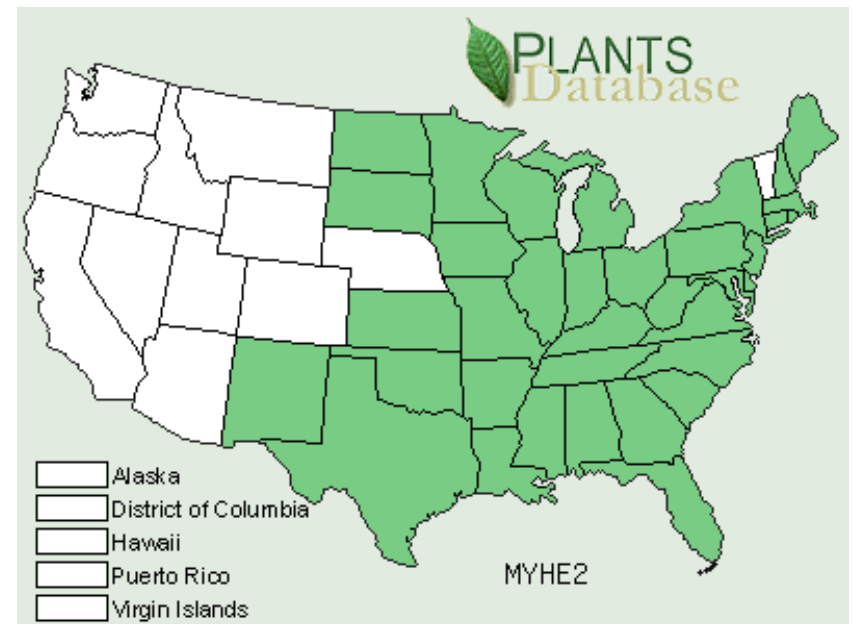 PLANTS
Database
Alaska
District of Columbia
Hawaii
Puerto Rico
Virgin Islands
MYHE2